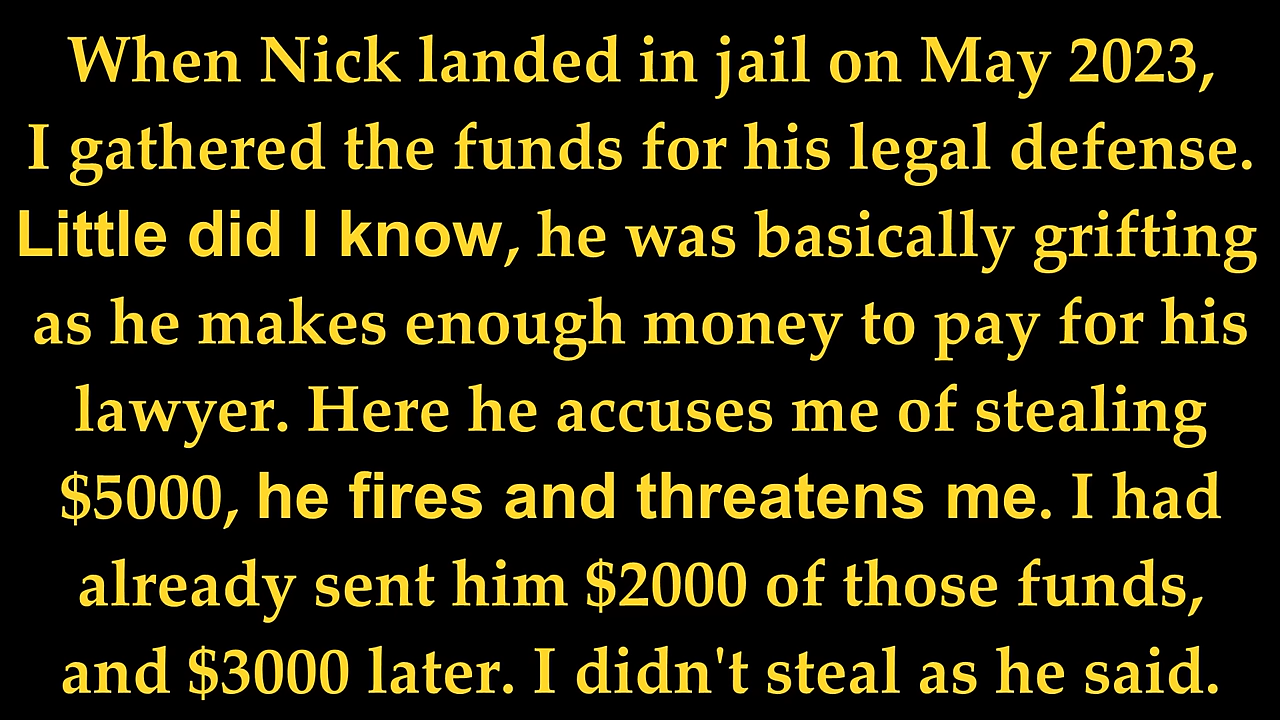 When Nick landed in jail on May 2023,
I gathered the funds for his legal defense.
Little did I know, he was basically grifting
as he makes enough money to pay for his
lawyer. Here he accuses me of stealing
$5000, he fires and threatens me. I had
already sent him $2000 of those funds,
and $3000 later. I didn't steal as he said.